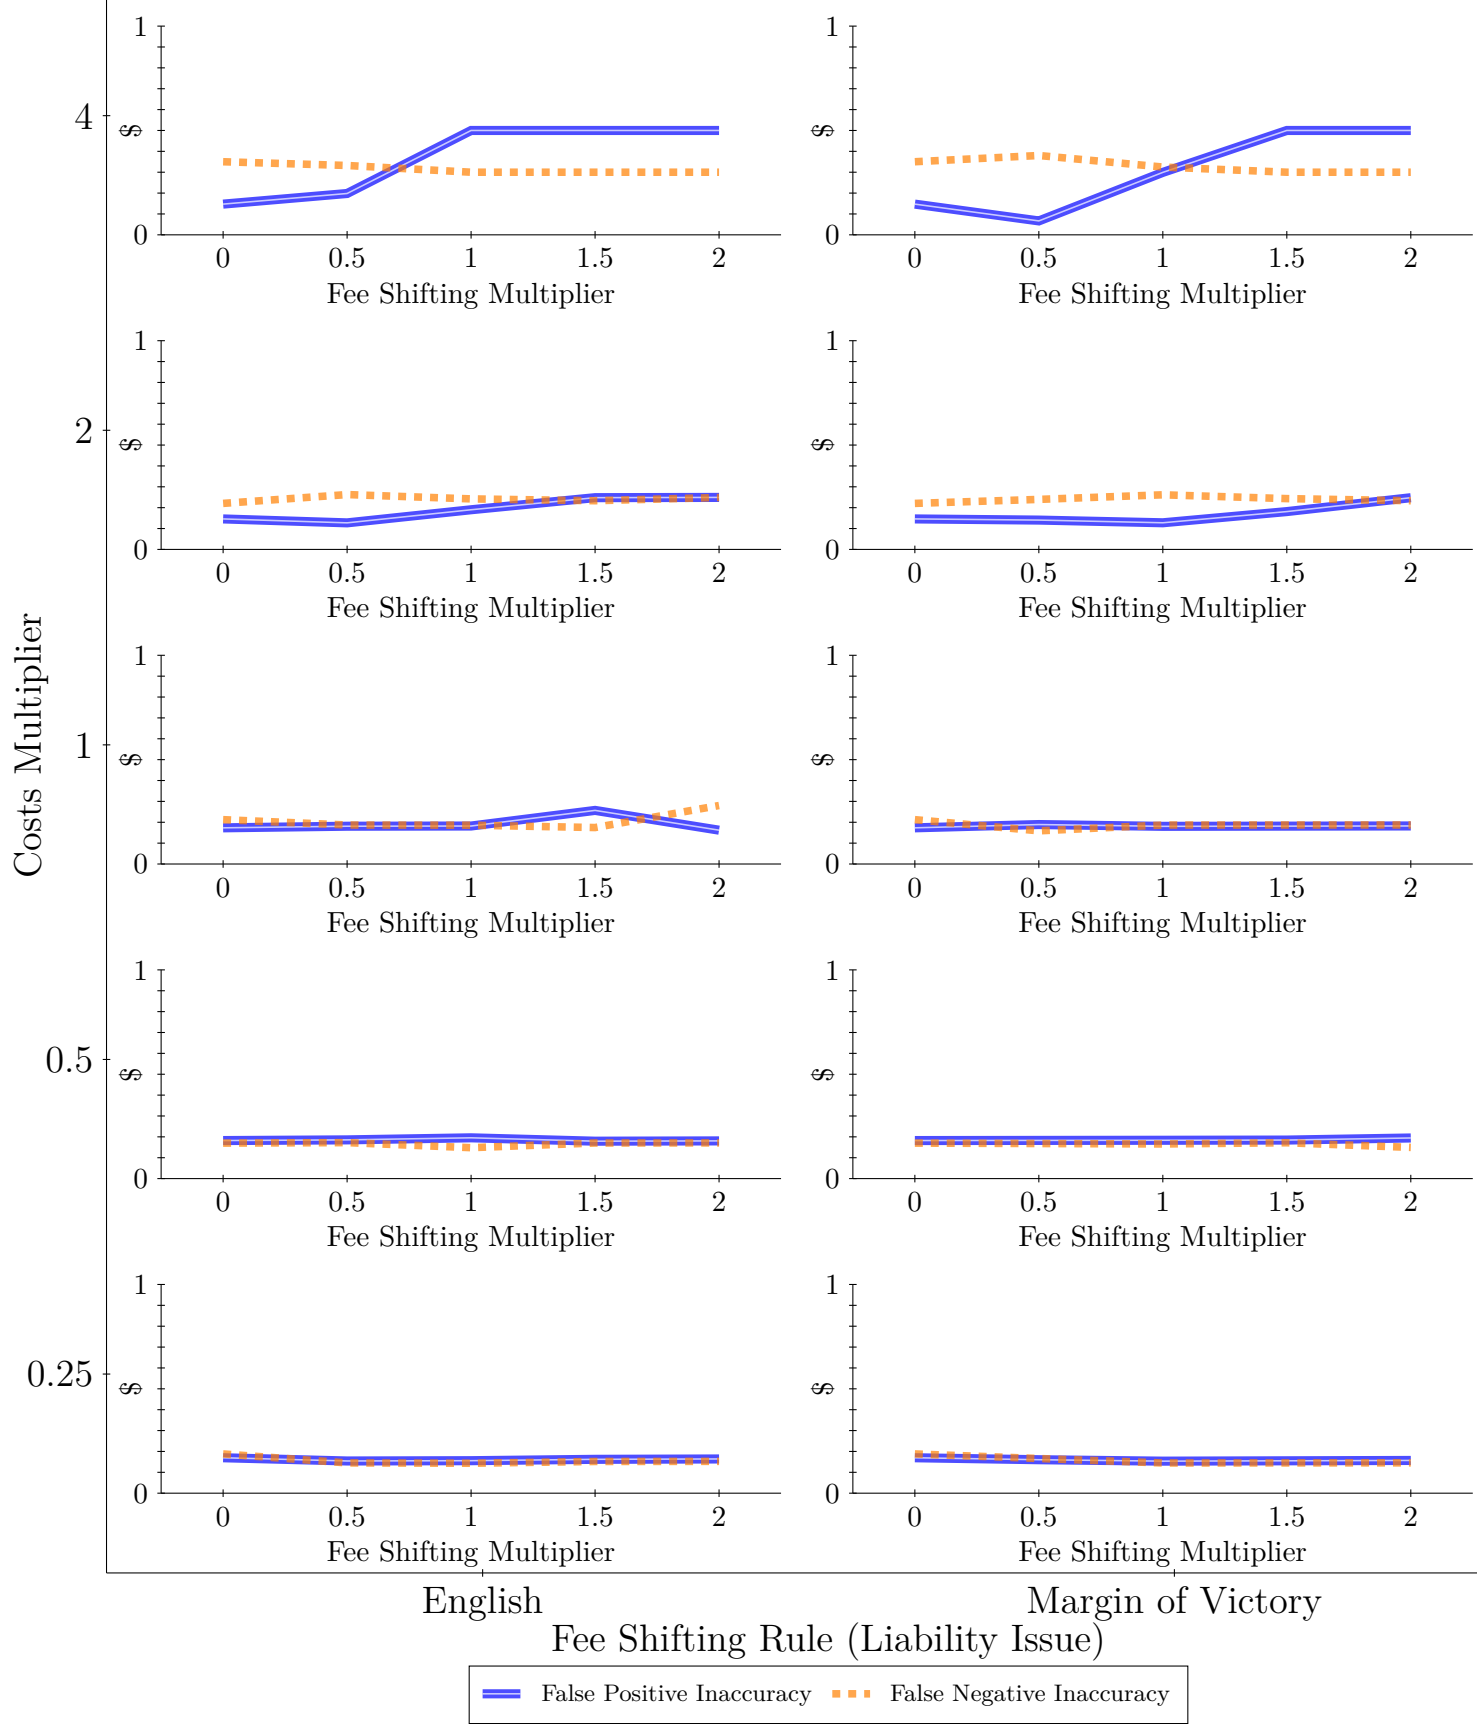 1
$
0
0 0.5 1 1.5 2
Fee Shifting Multiplier
1
$
0
0 0.5 1 1.5 2
Fee Shifting Multiplier
1
$
0
0 0.5 1 1.5 2
Fee Shifting Multiplier
1
$
0
0 0.5 1 1.5 2
Fee Shifting Multiplier
1
$
0
0 0.5 1 1.5 2
Fee Shifting Multiplier
1
$
0
0 0.5 1 1.5 2
Fee Shifting Multiplier
1
$
0
0 0.5 1 1.5 2
Fee Shifting Multiplier
1
$
0
0 0.5 1 1.5 2
Fee Shifting Multiplier
1
$
0
0 0.5 1 1.5 2
Fee Shifting Multiplier
1
$
0
0 0.5 1 1.5 2
Fee Shifting Multiplier
4
2
1
0.5
0.25
Costs Multiplier
English Margin of Victory
Fee Shifting Rule (Liability Issue)
False Positive Inaccuracy False Negative Inaccuracy